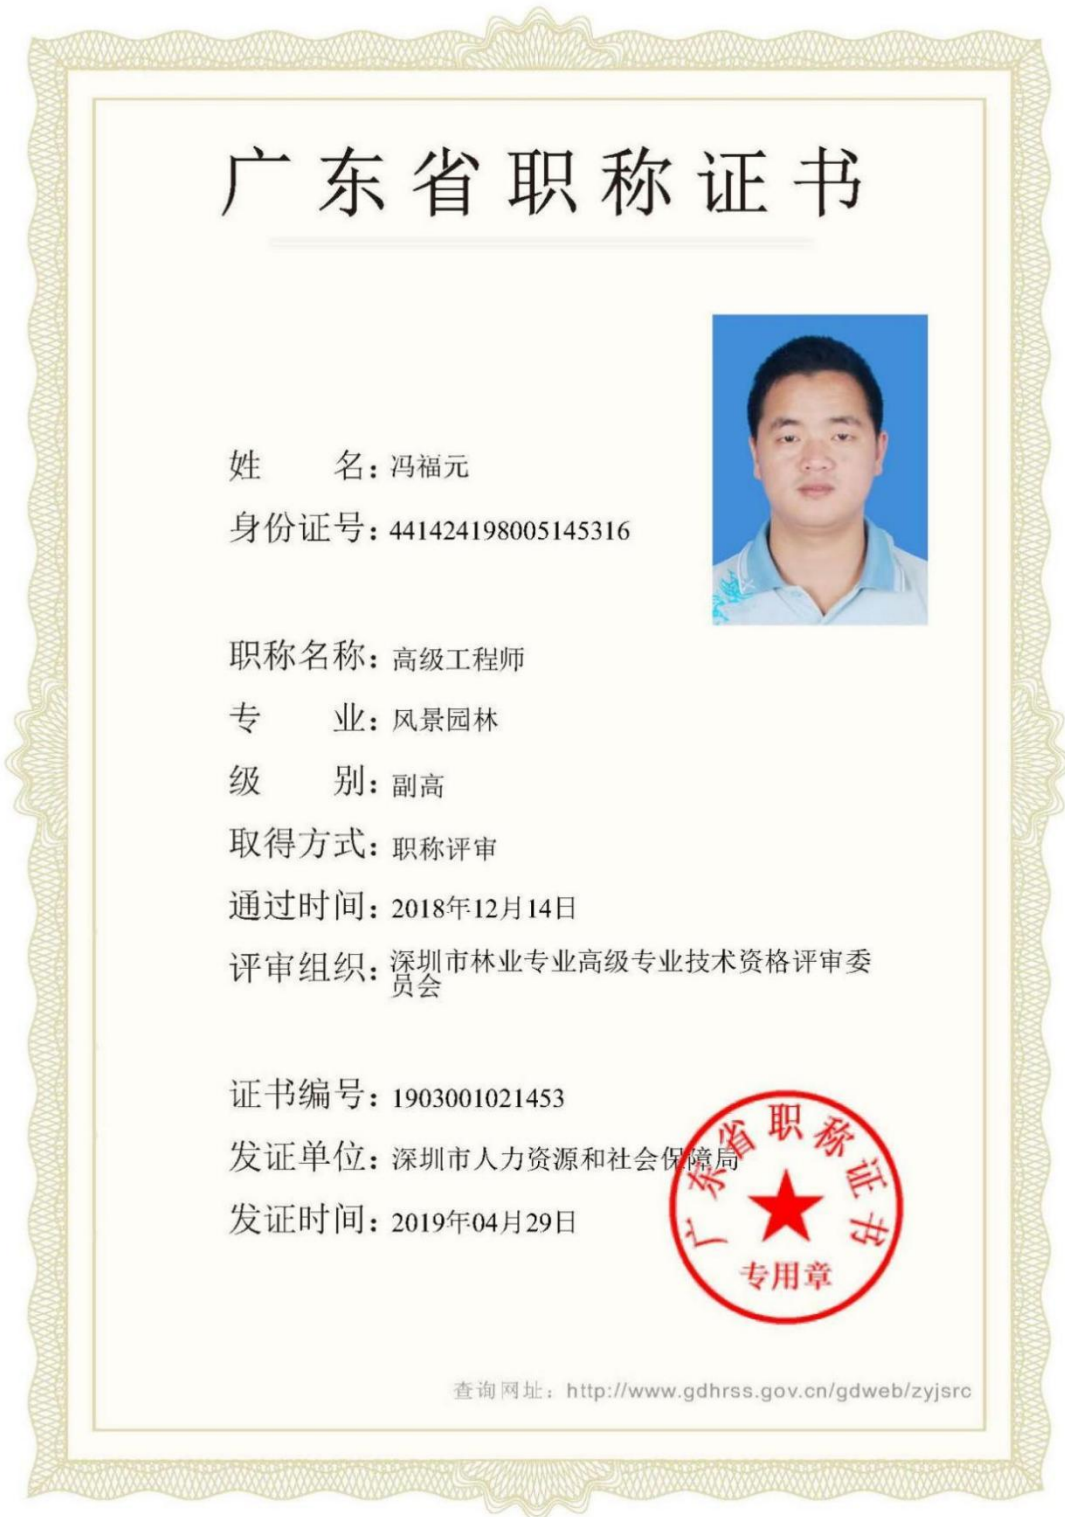 广东省职称证书
姓　　名：冯福元
身份证号：441424198005145316
职称名称：高级工程师
专　　业：风景园林
级　　别：副高
取得方式：职称评审
通过时间：2018年12月14日
评审组织：深圳市林业专业高级专业技术资格评审委
员会
证书编号：1903001021453
发证单位：深圳市人力资源和社会保障局
发证时间：2019年04月29日
广东省职称证书
专用章
查询网址：http://www.gdhrss.gov.cn/gdweb/zyjsrc